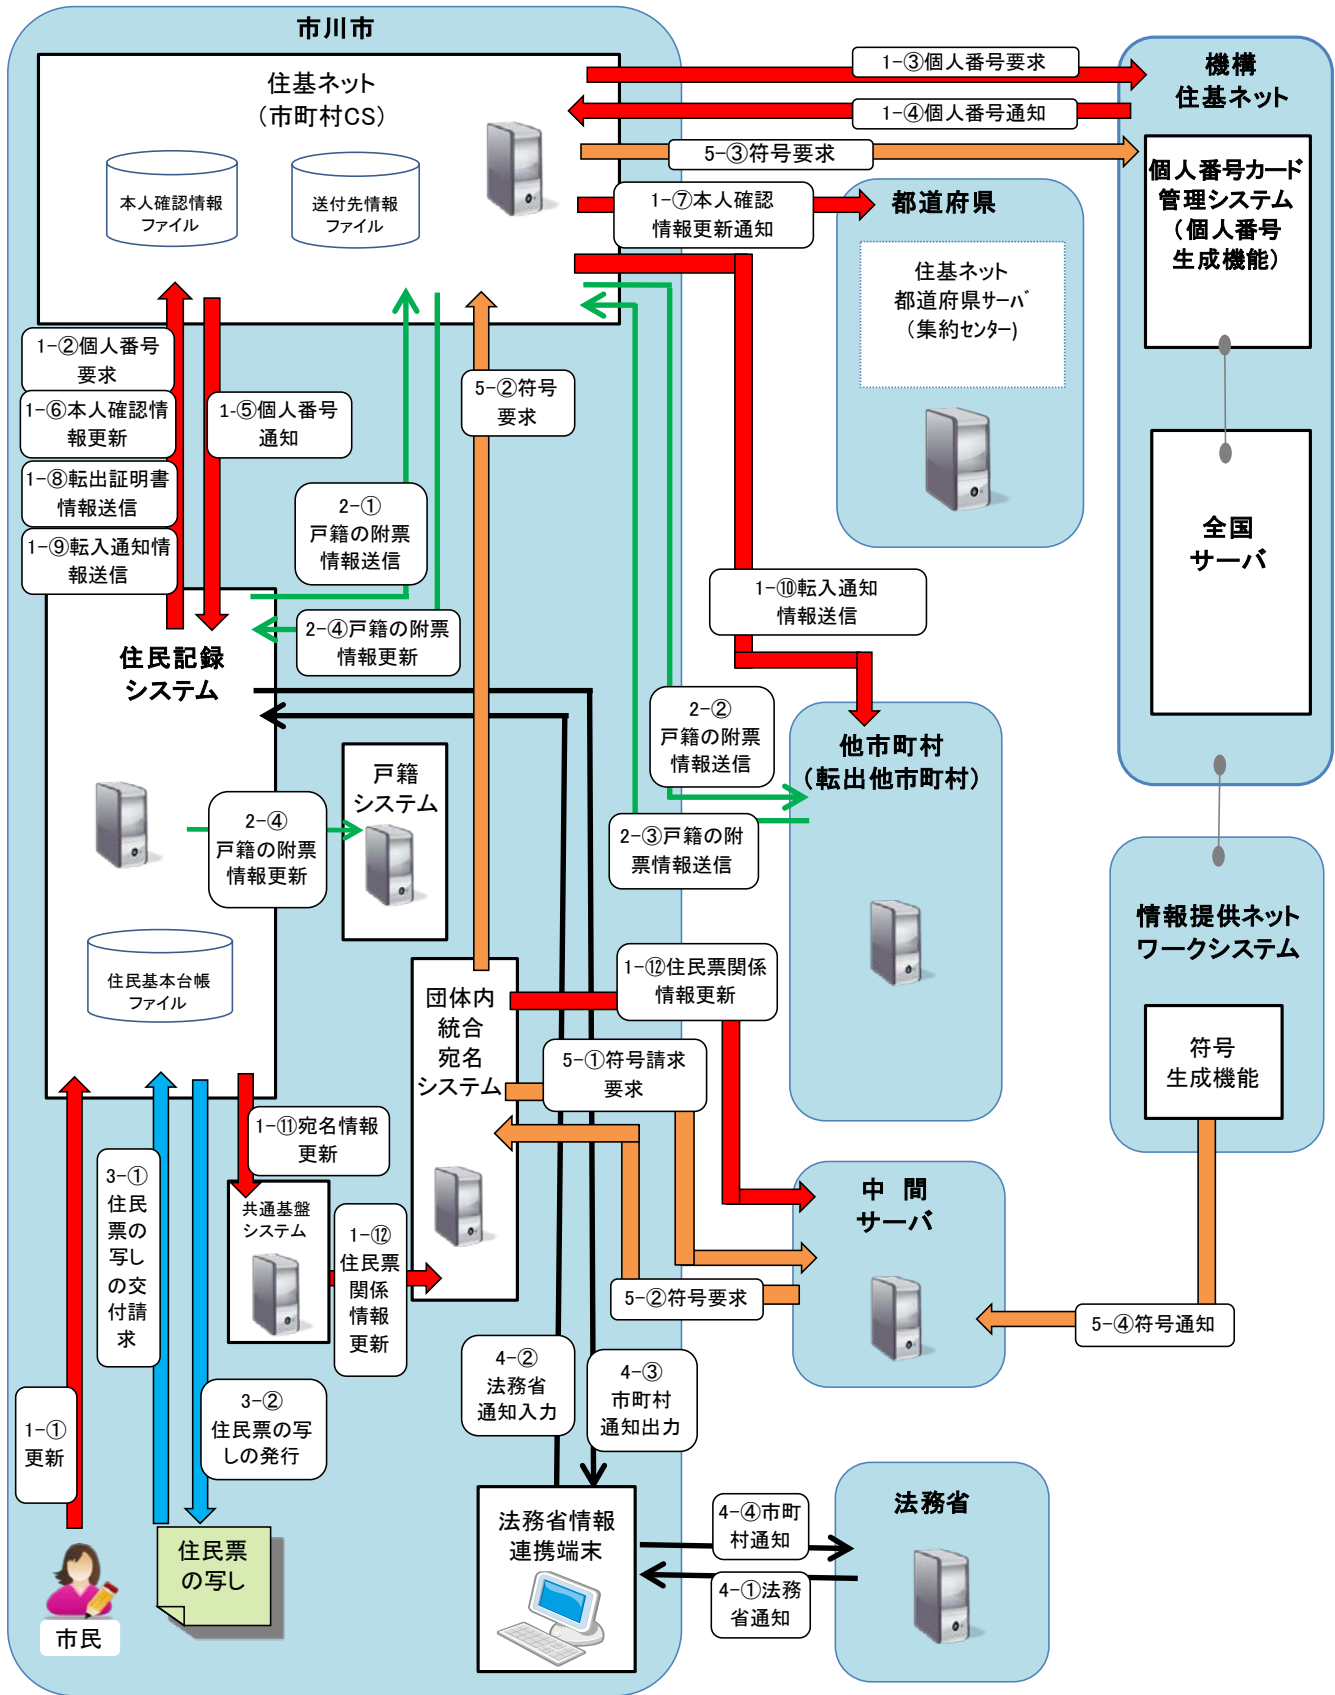 市川市
住基ネット
（市町村CS）
本人確認情報
ファイル
送付先情報
ファイル
1-③個人番号要求
1-④個人番号通知
5-③符号要求
1-⑦本人確認
情報更新通知
機構
住基ネット
個人番号カード
管理システム
（個人番号
生成機能）
全国
サーバ
都道府県
住基ネット
都道府県サーバ
（集約センター）
1-②個人番号
要求
1-⑥本人確認情
報更新
1-⑧転出証明書
情報送信
1-⑨転入通知情
報送信
1-⑤個人番号
通知
5-②符号
要求
2-①
戸籍の附票
情報送信
2-④戸籍の附票
情報更新
1-⑩転入通知
情報送信
住民記録
システム
2-②
戸籍の附票
情報送信
他市町村
（転出他市町村）
戸籍
システム
2-④
戸籍の附票
情報更新
2-③戸籍の附
票情報送信
住民基本台帳
ファイル
団体内
統合
宛名
システム
1-⑫住民票関係
情報更新
情報提供ネット
ワークシステム
符号
生成機能
5-①符号請求
要求
1-⑪宛名情報
更新
3-①
住民
票の
写し
の交
付請
求
共通基盤
システム
1-⑫
住民票
関係
情報
更新
中　間
サーバ
5-②符号要求
5-④符号通知
4-②
法務省
通知入力
4-③
市町村
通知出力
3-②
住民票の写
しの発行
1-①
更新
法務省
法務省情報
連携端末
4-④市町
村通知
4-①法務
省通知
住民票
の写し
市民